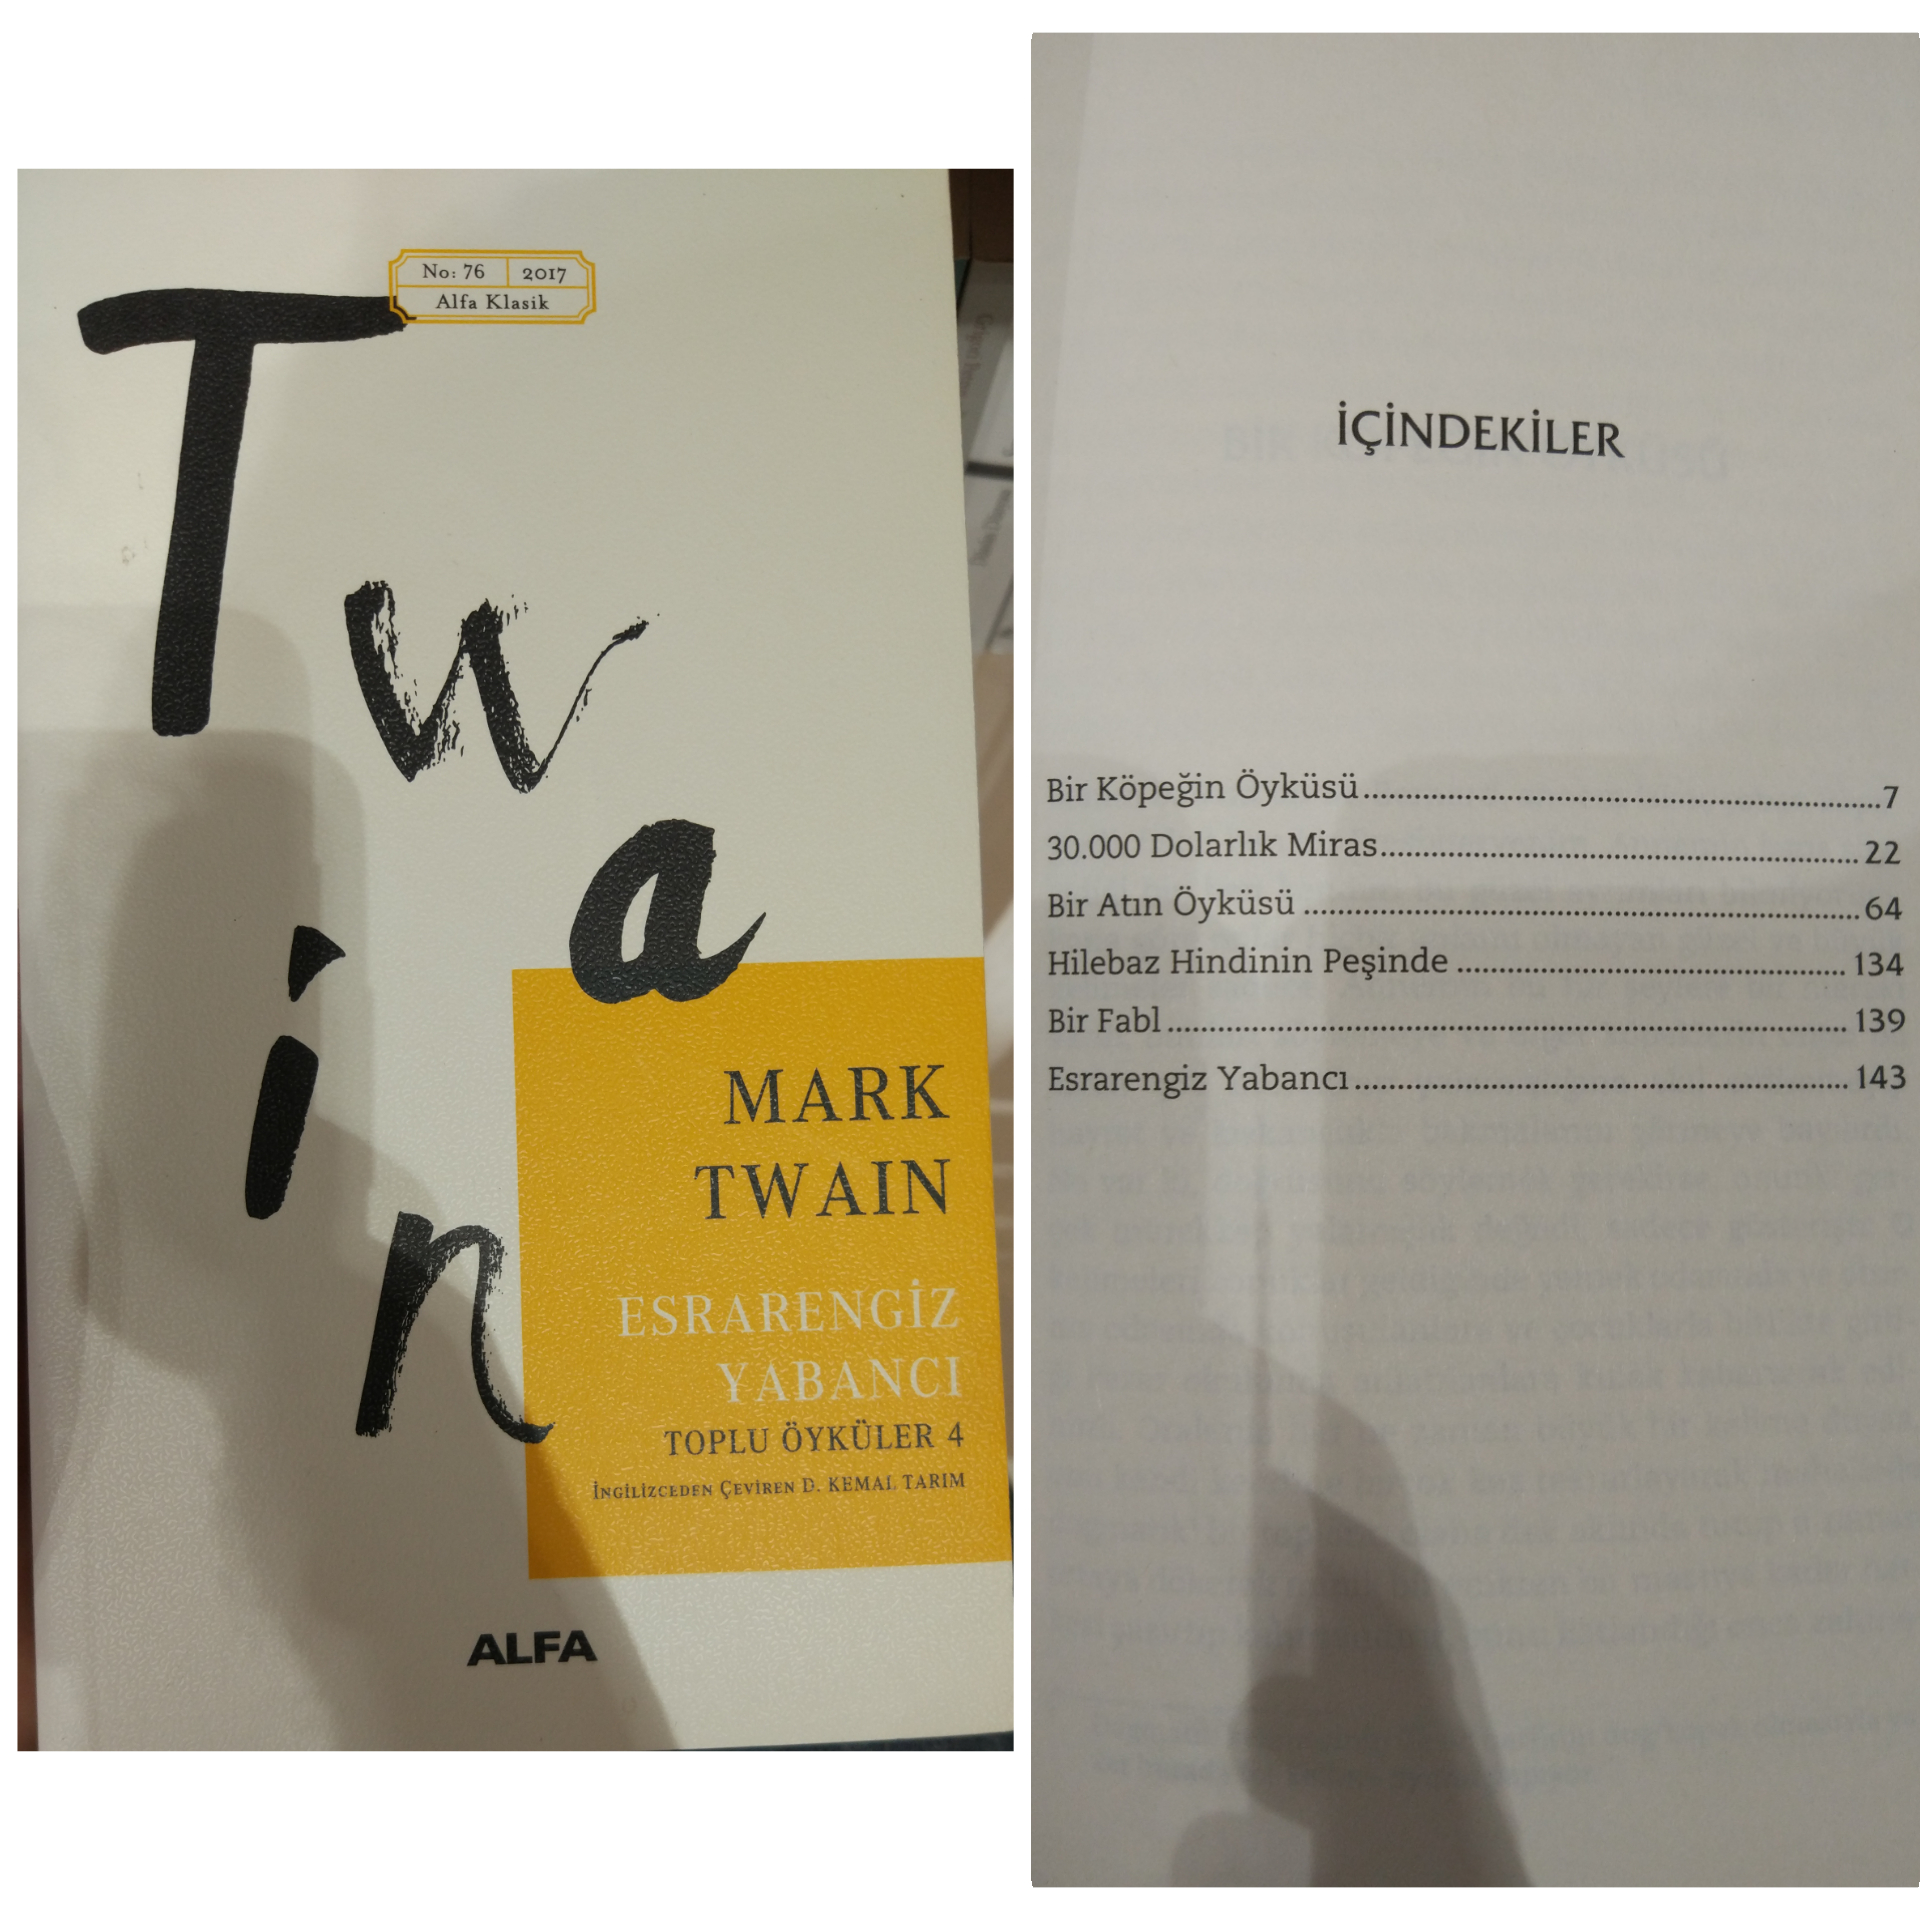 No: 76 2017
Alfa Klasik
Twain
MARK
TWAIN
ESRARENGİZ
YABANCI
TOPLU ÖYKÜLER 4
İNGİLİZCEDEN ÇEVİREN D. KEMAL TARIM
ALFA
İÇİNDEKİLER
Bir Köpeğin Öyküsü 7
30.000 Dolarlık Miras 22
Bir Atın Öyküsü 64
Hilebaz Hindinin Peşinde 134
Bir Fabl 139
Esrarengiz Yabancı 143